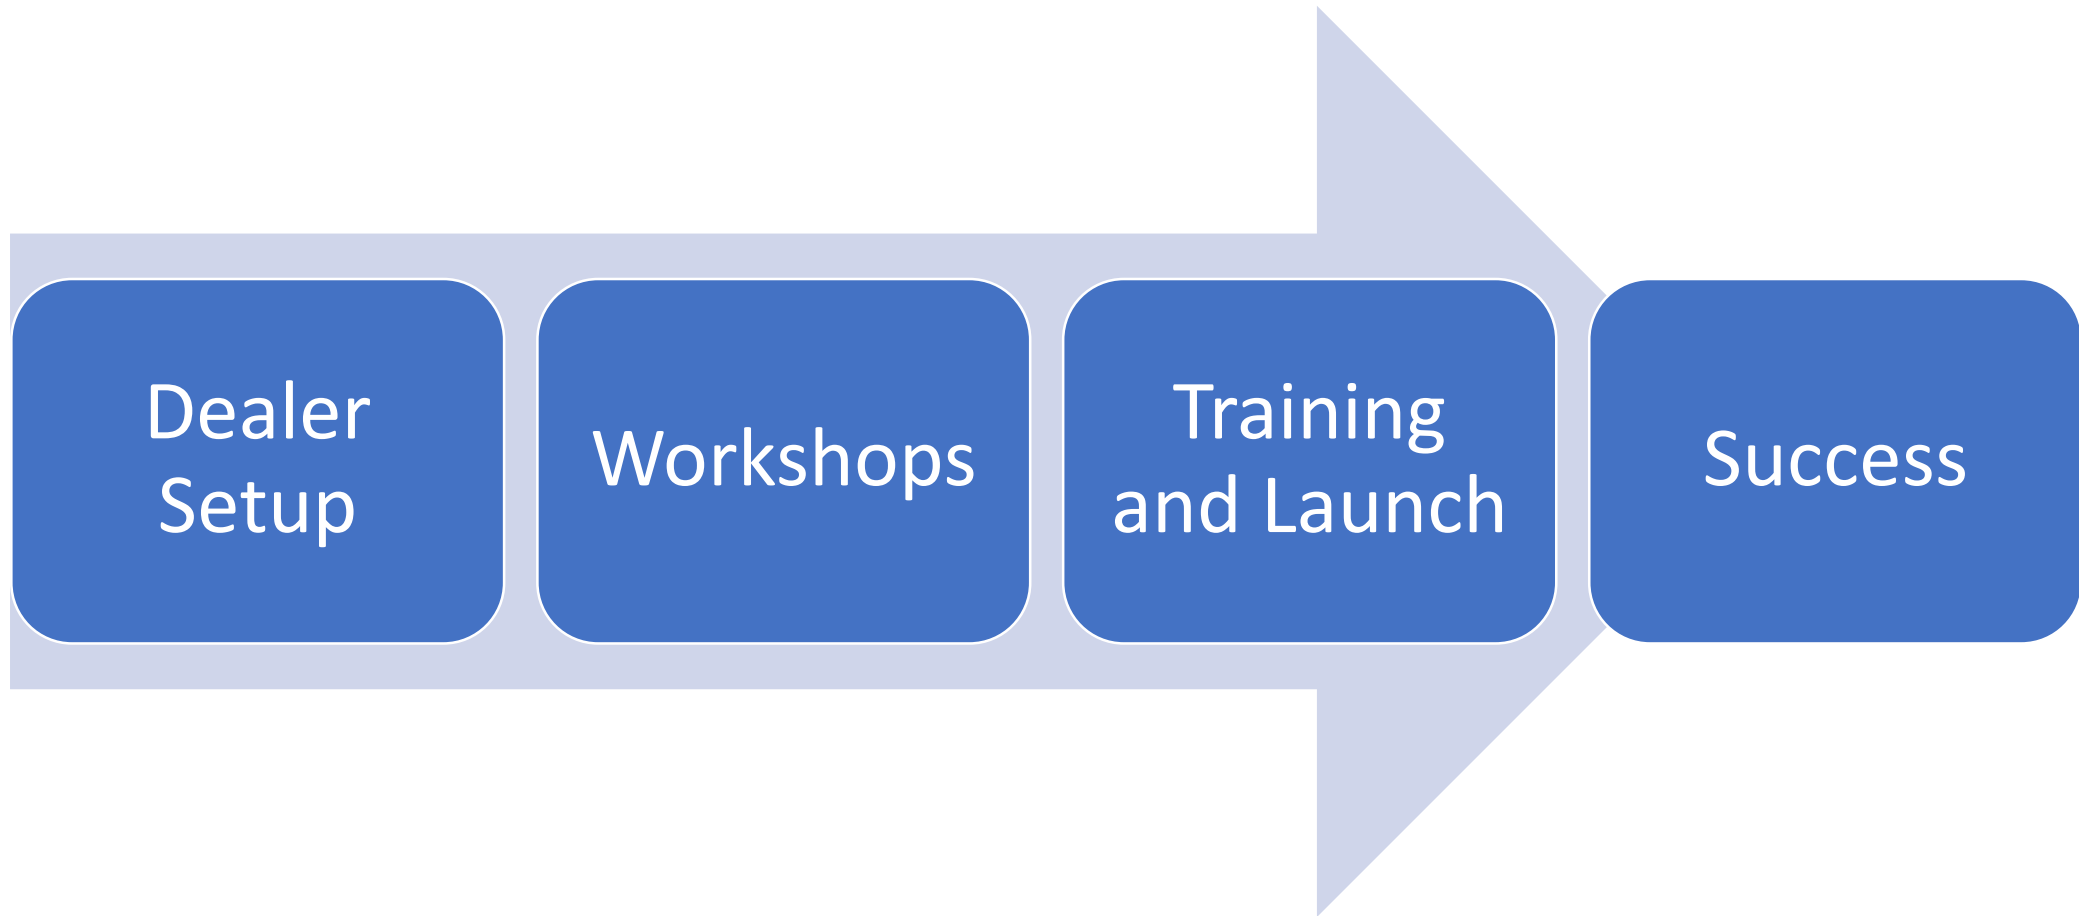 Dealer
Setup
Workshops
Training
and Launch
Success